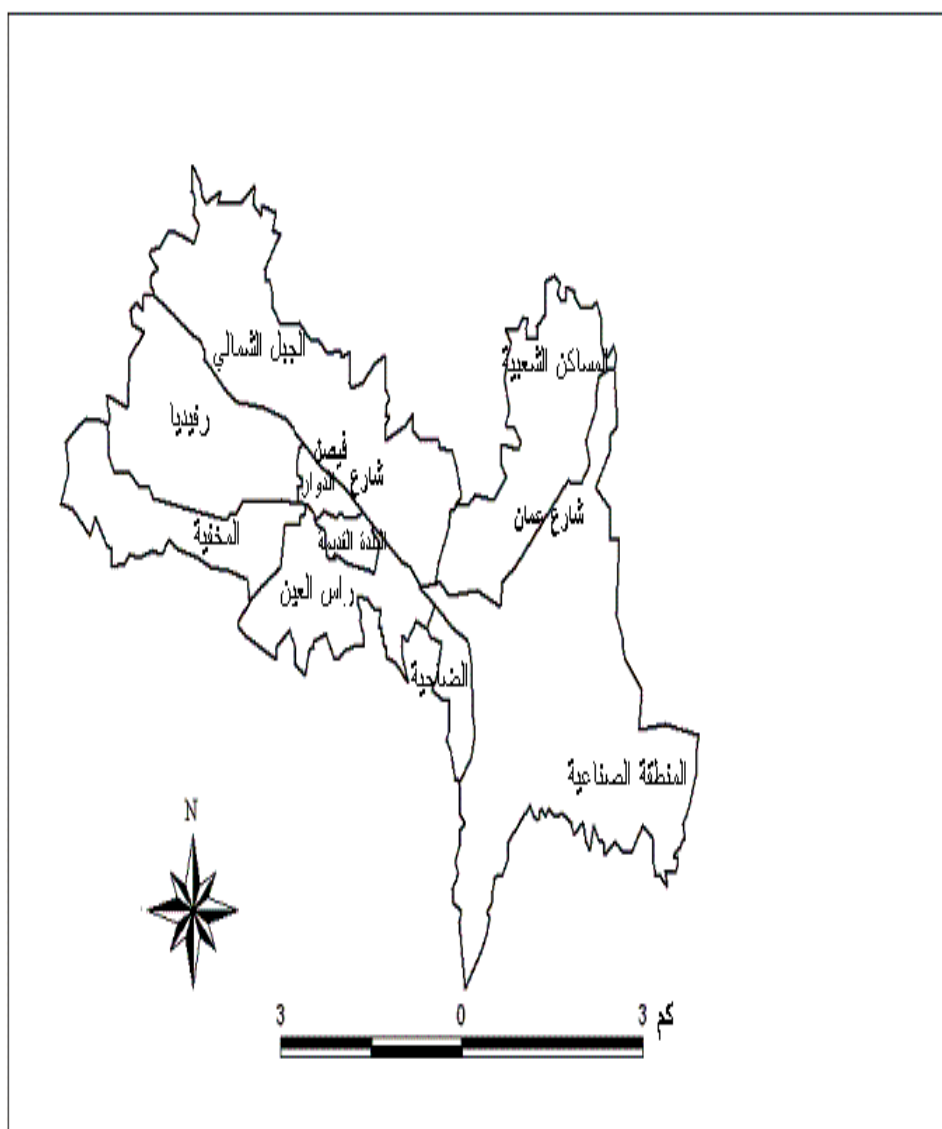 الجبل الشمالي
المساكن الشعبية
رفيديا
فيصل
شارع
الدوار
شارع عمان
المخفية
البلدة القديمة
راس العين
الضاحية
المنطقة الصناعية
N
3 0 3 كم